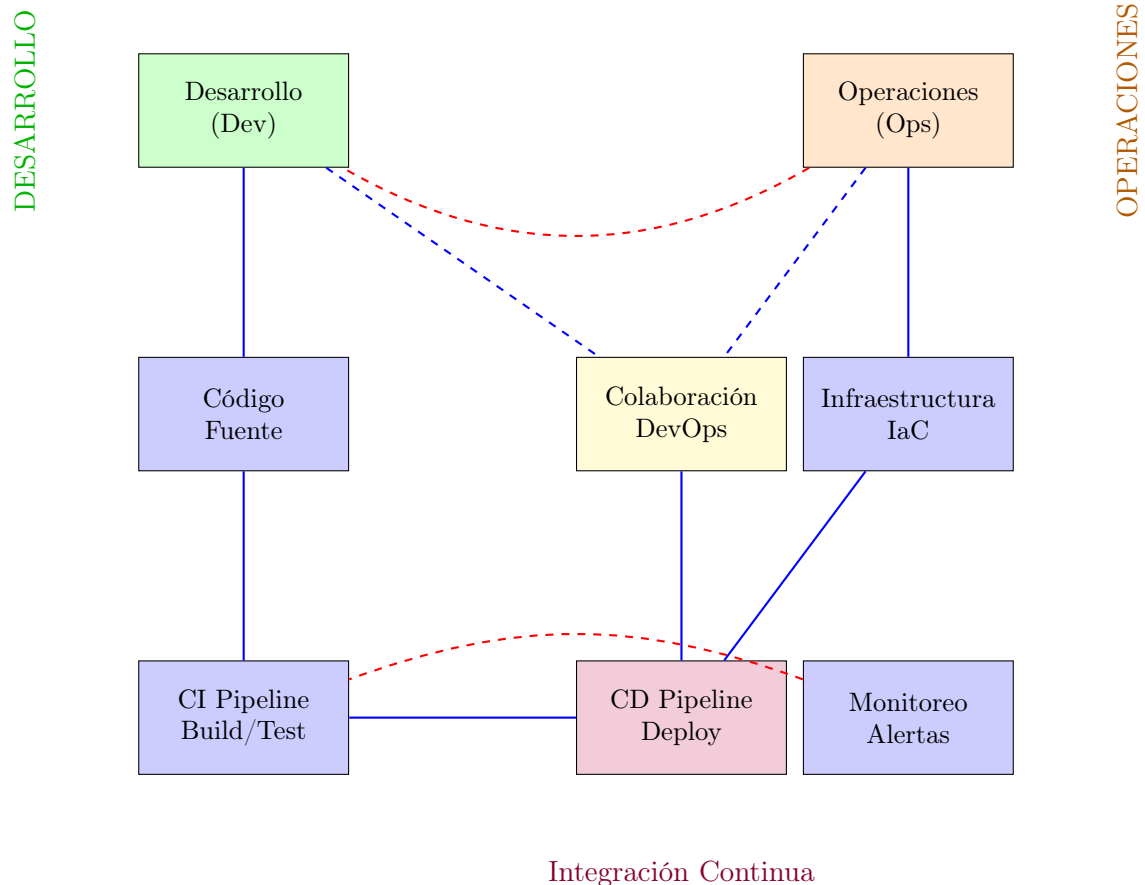 DESARROLLO
OPERACIONES
Desarrollo
(Dev)
Operaciones
(Ops)
Código
Fuente
Colaboración
DevOps
Infraestructura
IaC
CI Pipeline
Build/Test
CD Pipeline
Deploy
Monitoreo
Alertas
Integración Continua